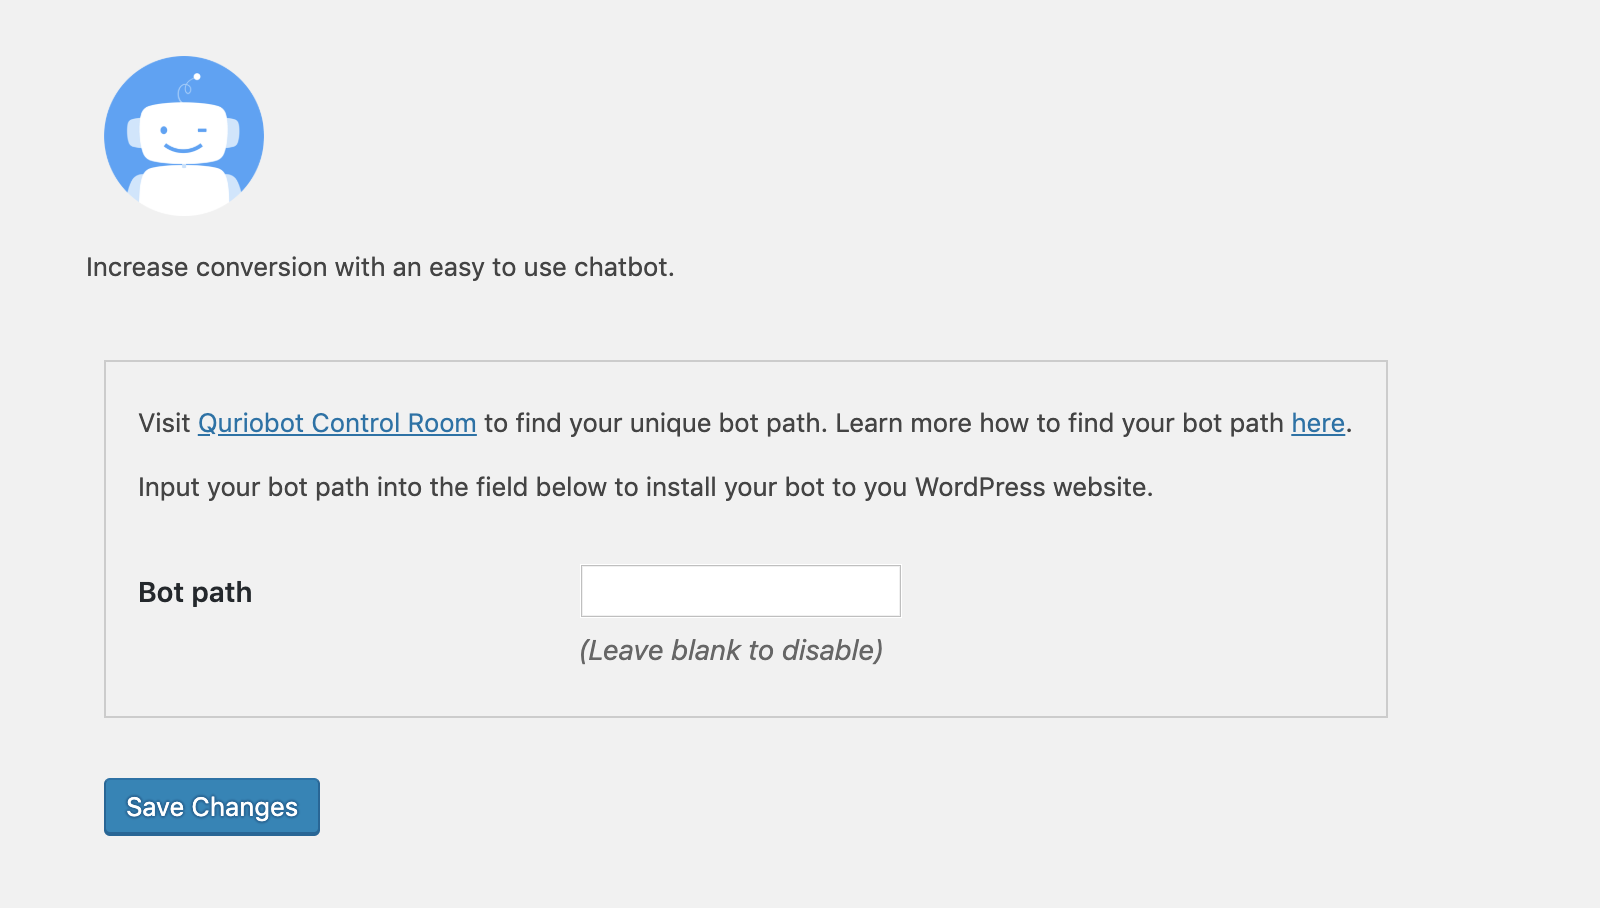 Increase conversion with an easy to use chatbot.
Visit Quriobot Control Room to find your unique bot path. Learn more how to find your bot path here.
Input your bot path into the field below to install your bot to you WordPress website.
Bot path
(Leave blank to disable)
Save Changes